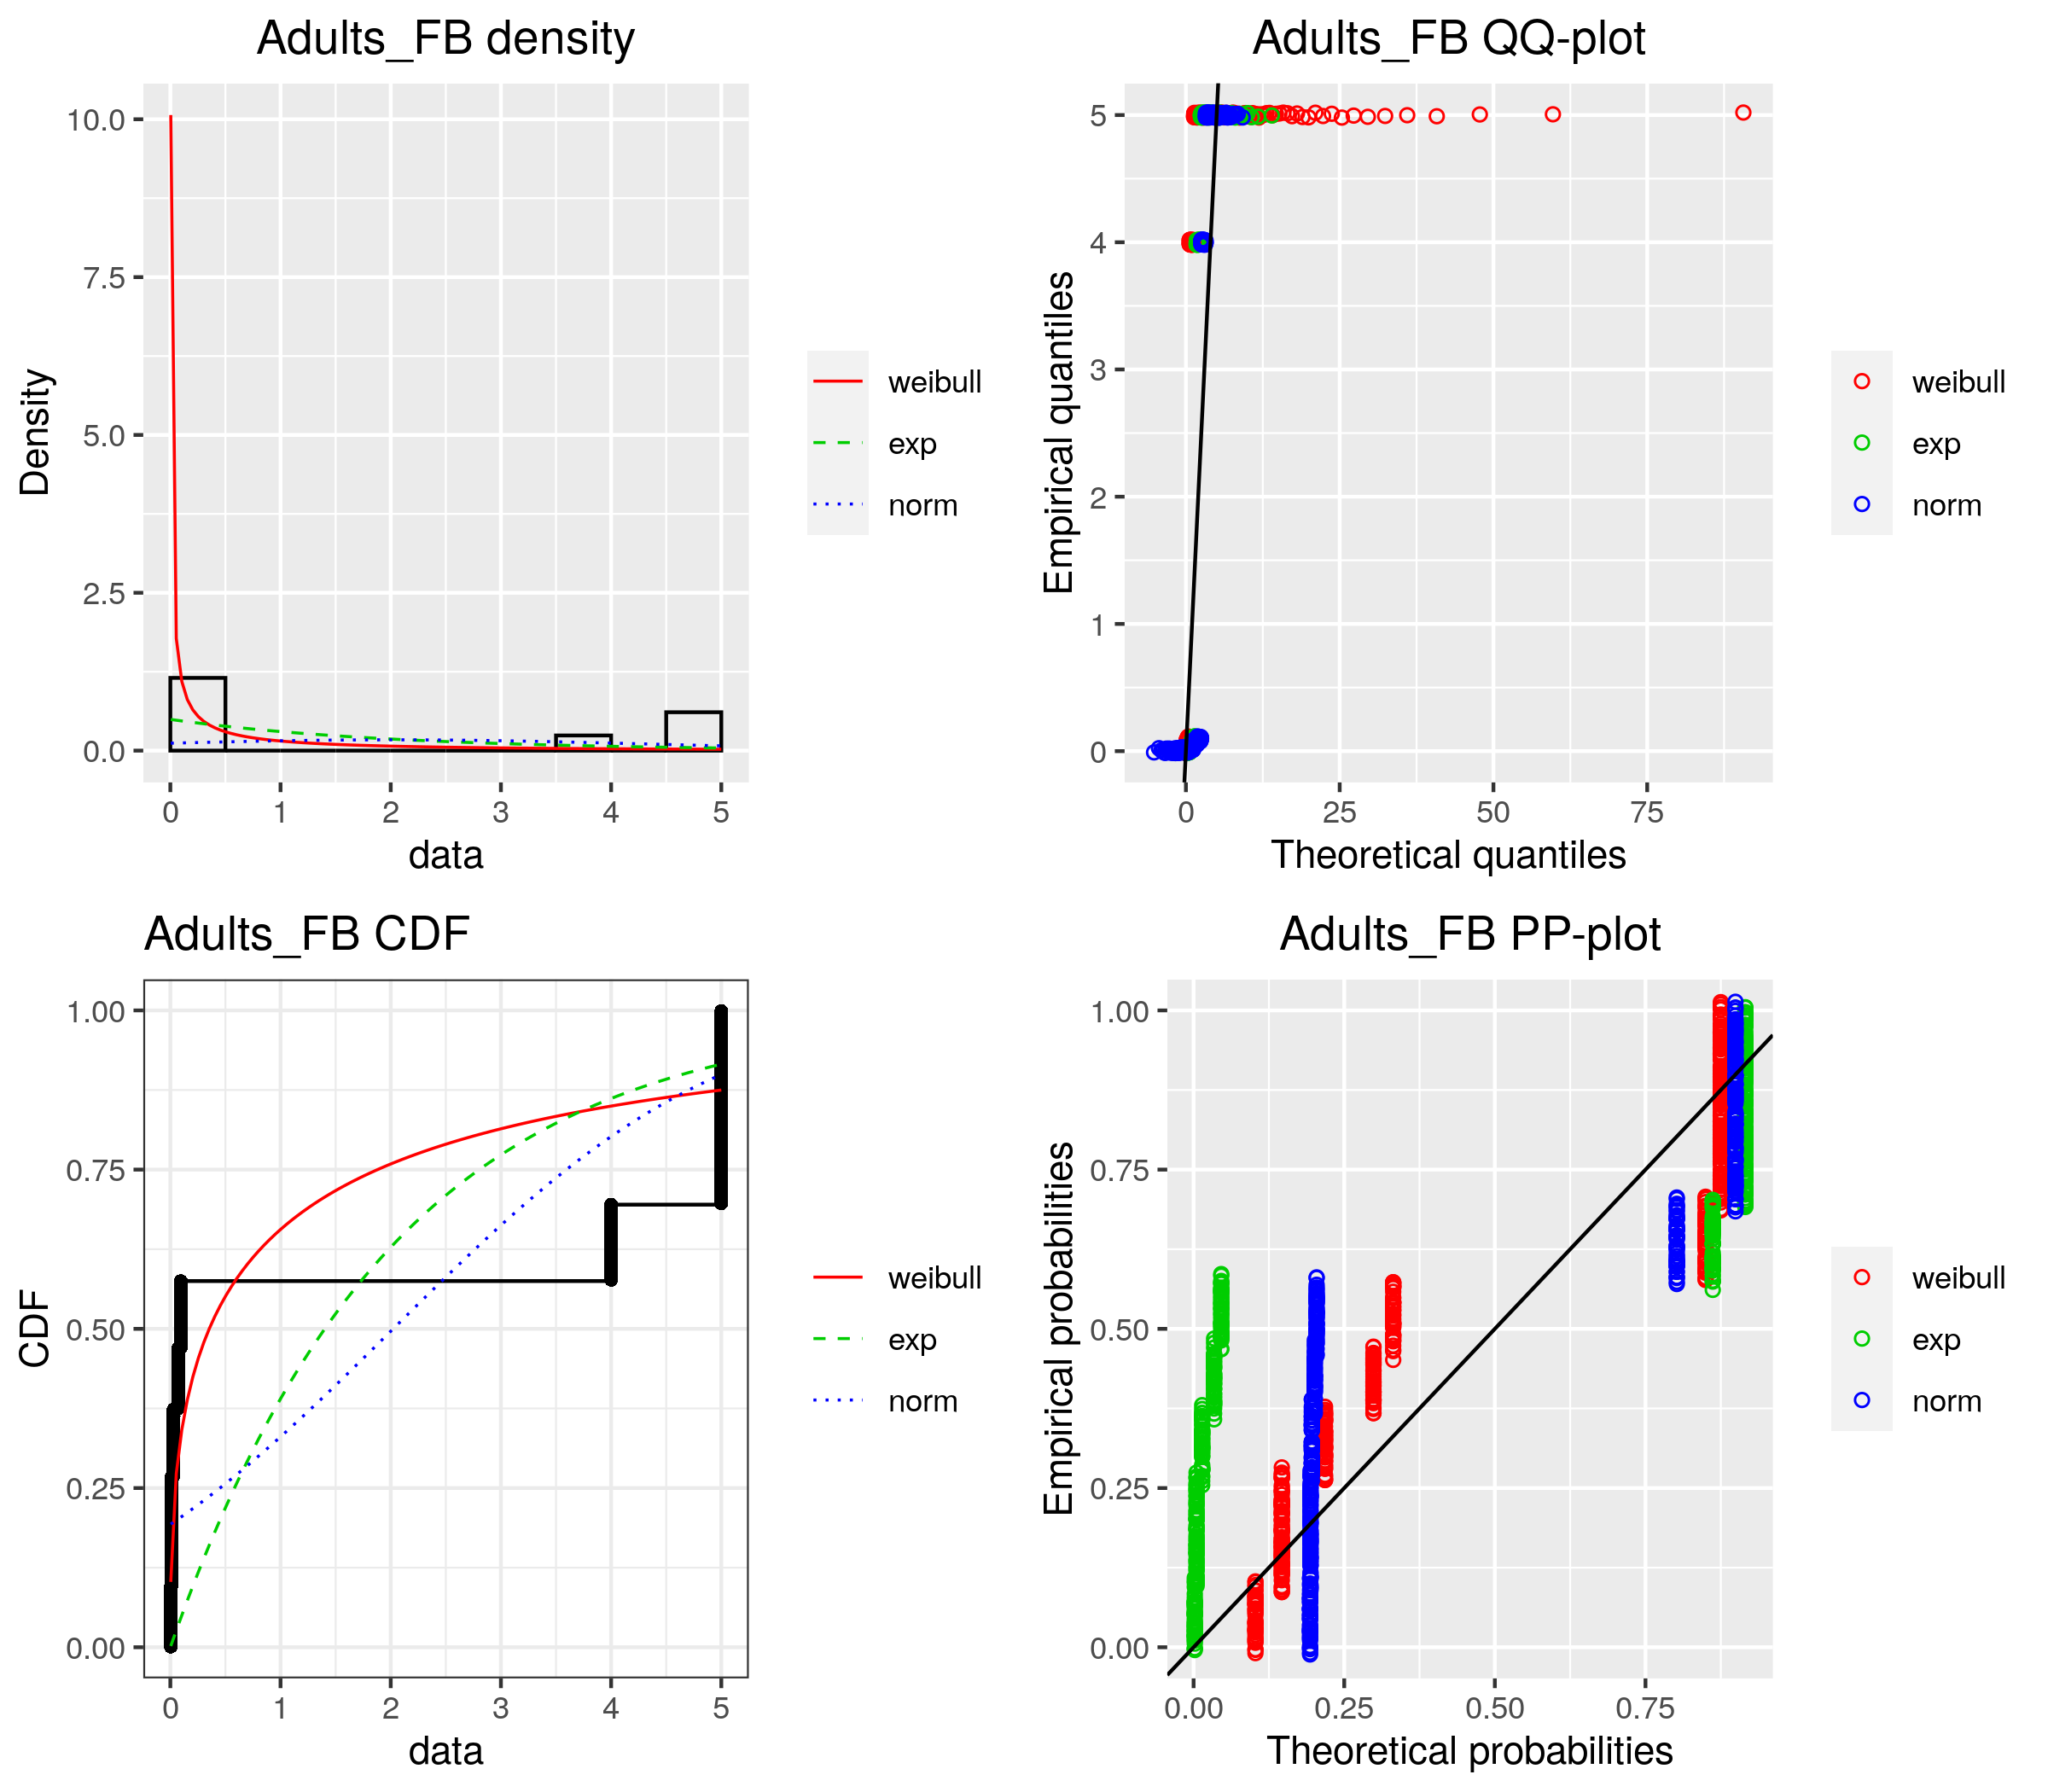 Adults_FB density
10.0
7.5
5.0
2.5
0.0
Density
0 1 2 3 4 5
data
weibull
exp
norm
Adults_FB QQ-plot
5
4
3
2
1
0
Empirical quantiles
0 25 50 75
Theoretical quantiles
weibull
exp
norm
Adults_FB CDF
1.00
0.75
0.50
0.25
0.00
CDF
0 1 2 3 4 5
data
weibull
exp
norm
Adults_FB PP-plot
1.00
0.75
0.50
0.25
0.00
Empirical probabilities
0.00 0.25 0.50 0.75
Theoretical probabilities
weibull
exp
norm